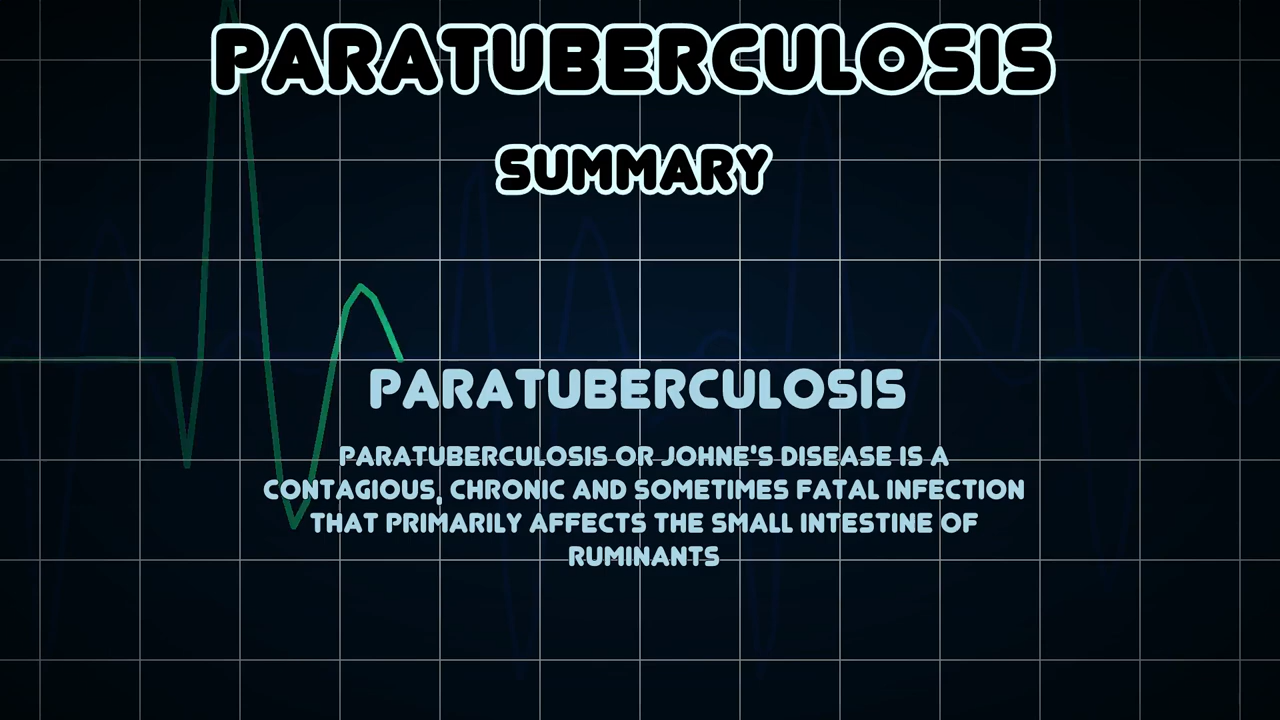 PARATUBERCULOSIS
SUMMARY
PARATUBERCULOSIS
PARATUBERCULOSIS OR JOHNE'S DISEASE IS A
CONTAGIOUS, CHRONIC AND SOMETIMES FATAL INFECTION
THAT PRIMARILY AFFECTS THE SMALL INTESTINE OF
RUMINANTS